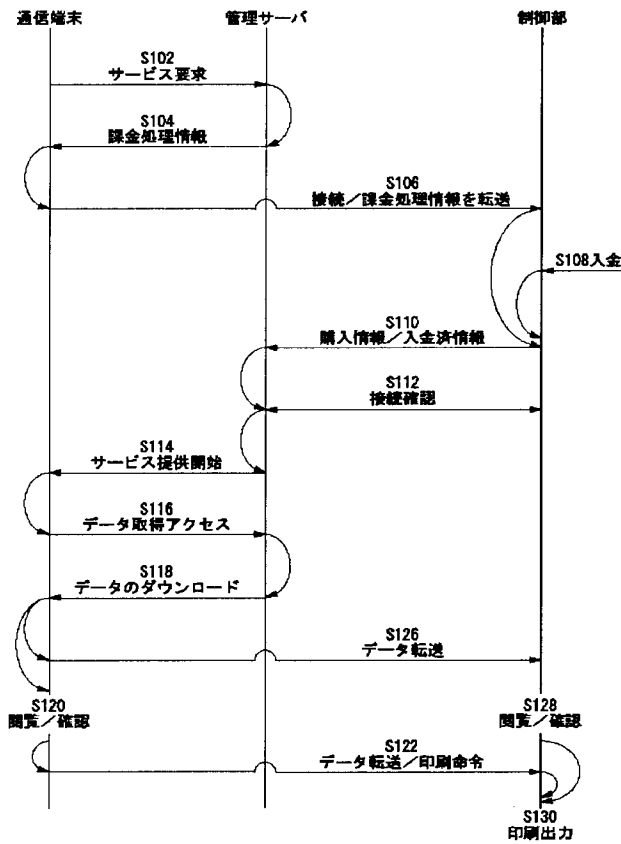 通信端末
管理サーバ
制御部
S102
サービス要求
S104
課金処理情報
S106
接続／課金処理情報を転送
S108入金
S110
購入情報／入金済情報
S112
接続確認
S114
サービス提供開始
S116
データ取得アクセス
S118
データのダウンロード
S126
データ転送
S120
閲覧／確認
S128
閲覧／確認
S122
データ転送／印刷命令
S130
印刷出力